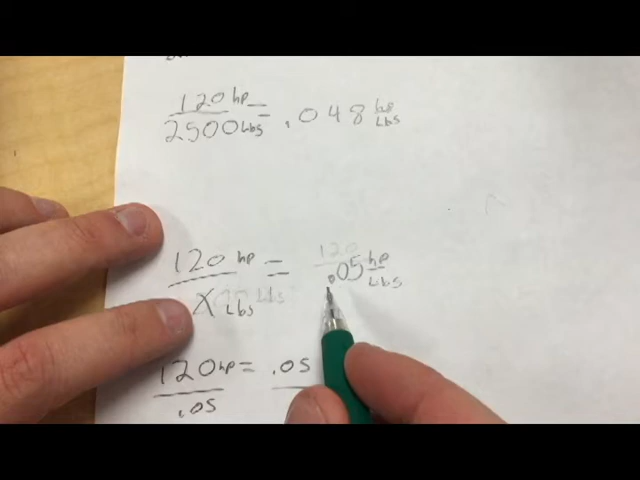 120 hp
2500 Lbs = .048 hp/Lbs
120 hp
X Lbs = .05 hp/Lbs
120 hp = .05
.05